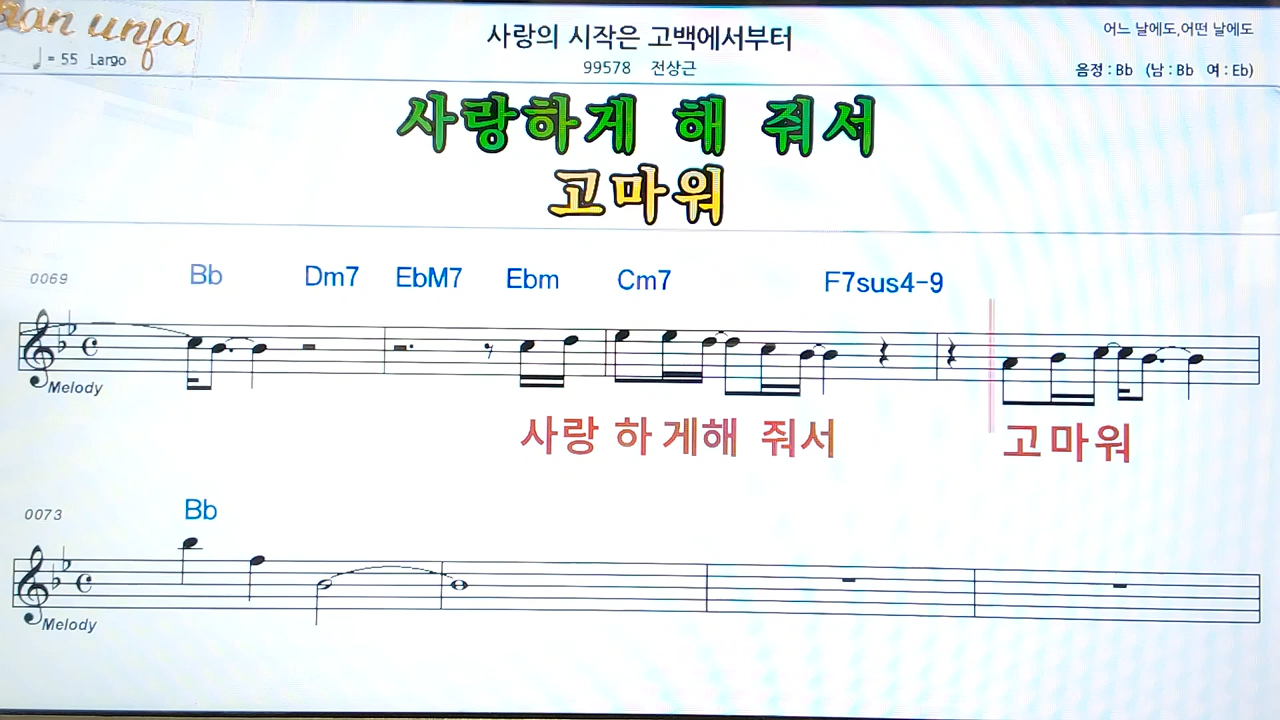 unja
사랑의 시작은 고백에서부터
어느 날에도,어떤 날에도
♩ = 55 Largo
99578 전상근
음정 : Bb (남 : Bb 여 : Eb)
사랑하게 해 줘서
고마워
0069 Bb Dm7 EbM7 Ebm Cm7 F7sus4-9
Melody
사랑 하 게해 줘서 고마워
0073 Bb
Melody